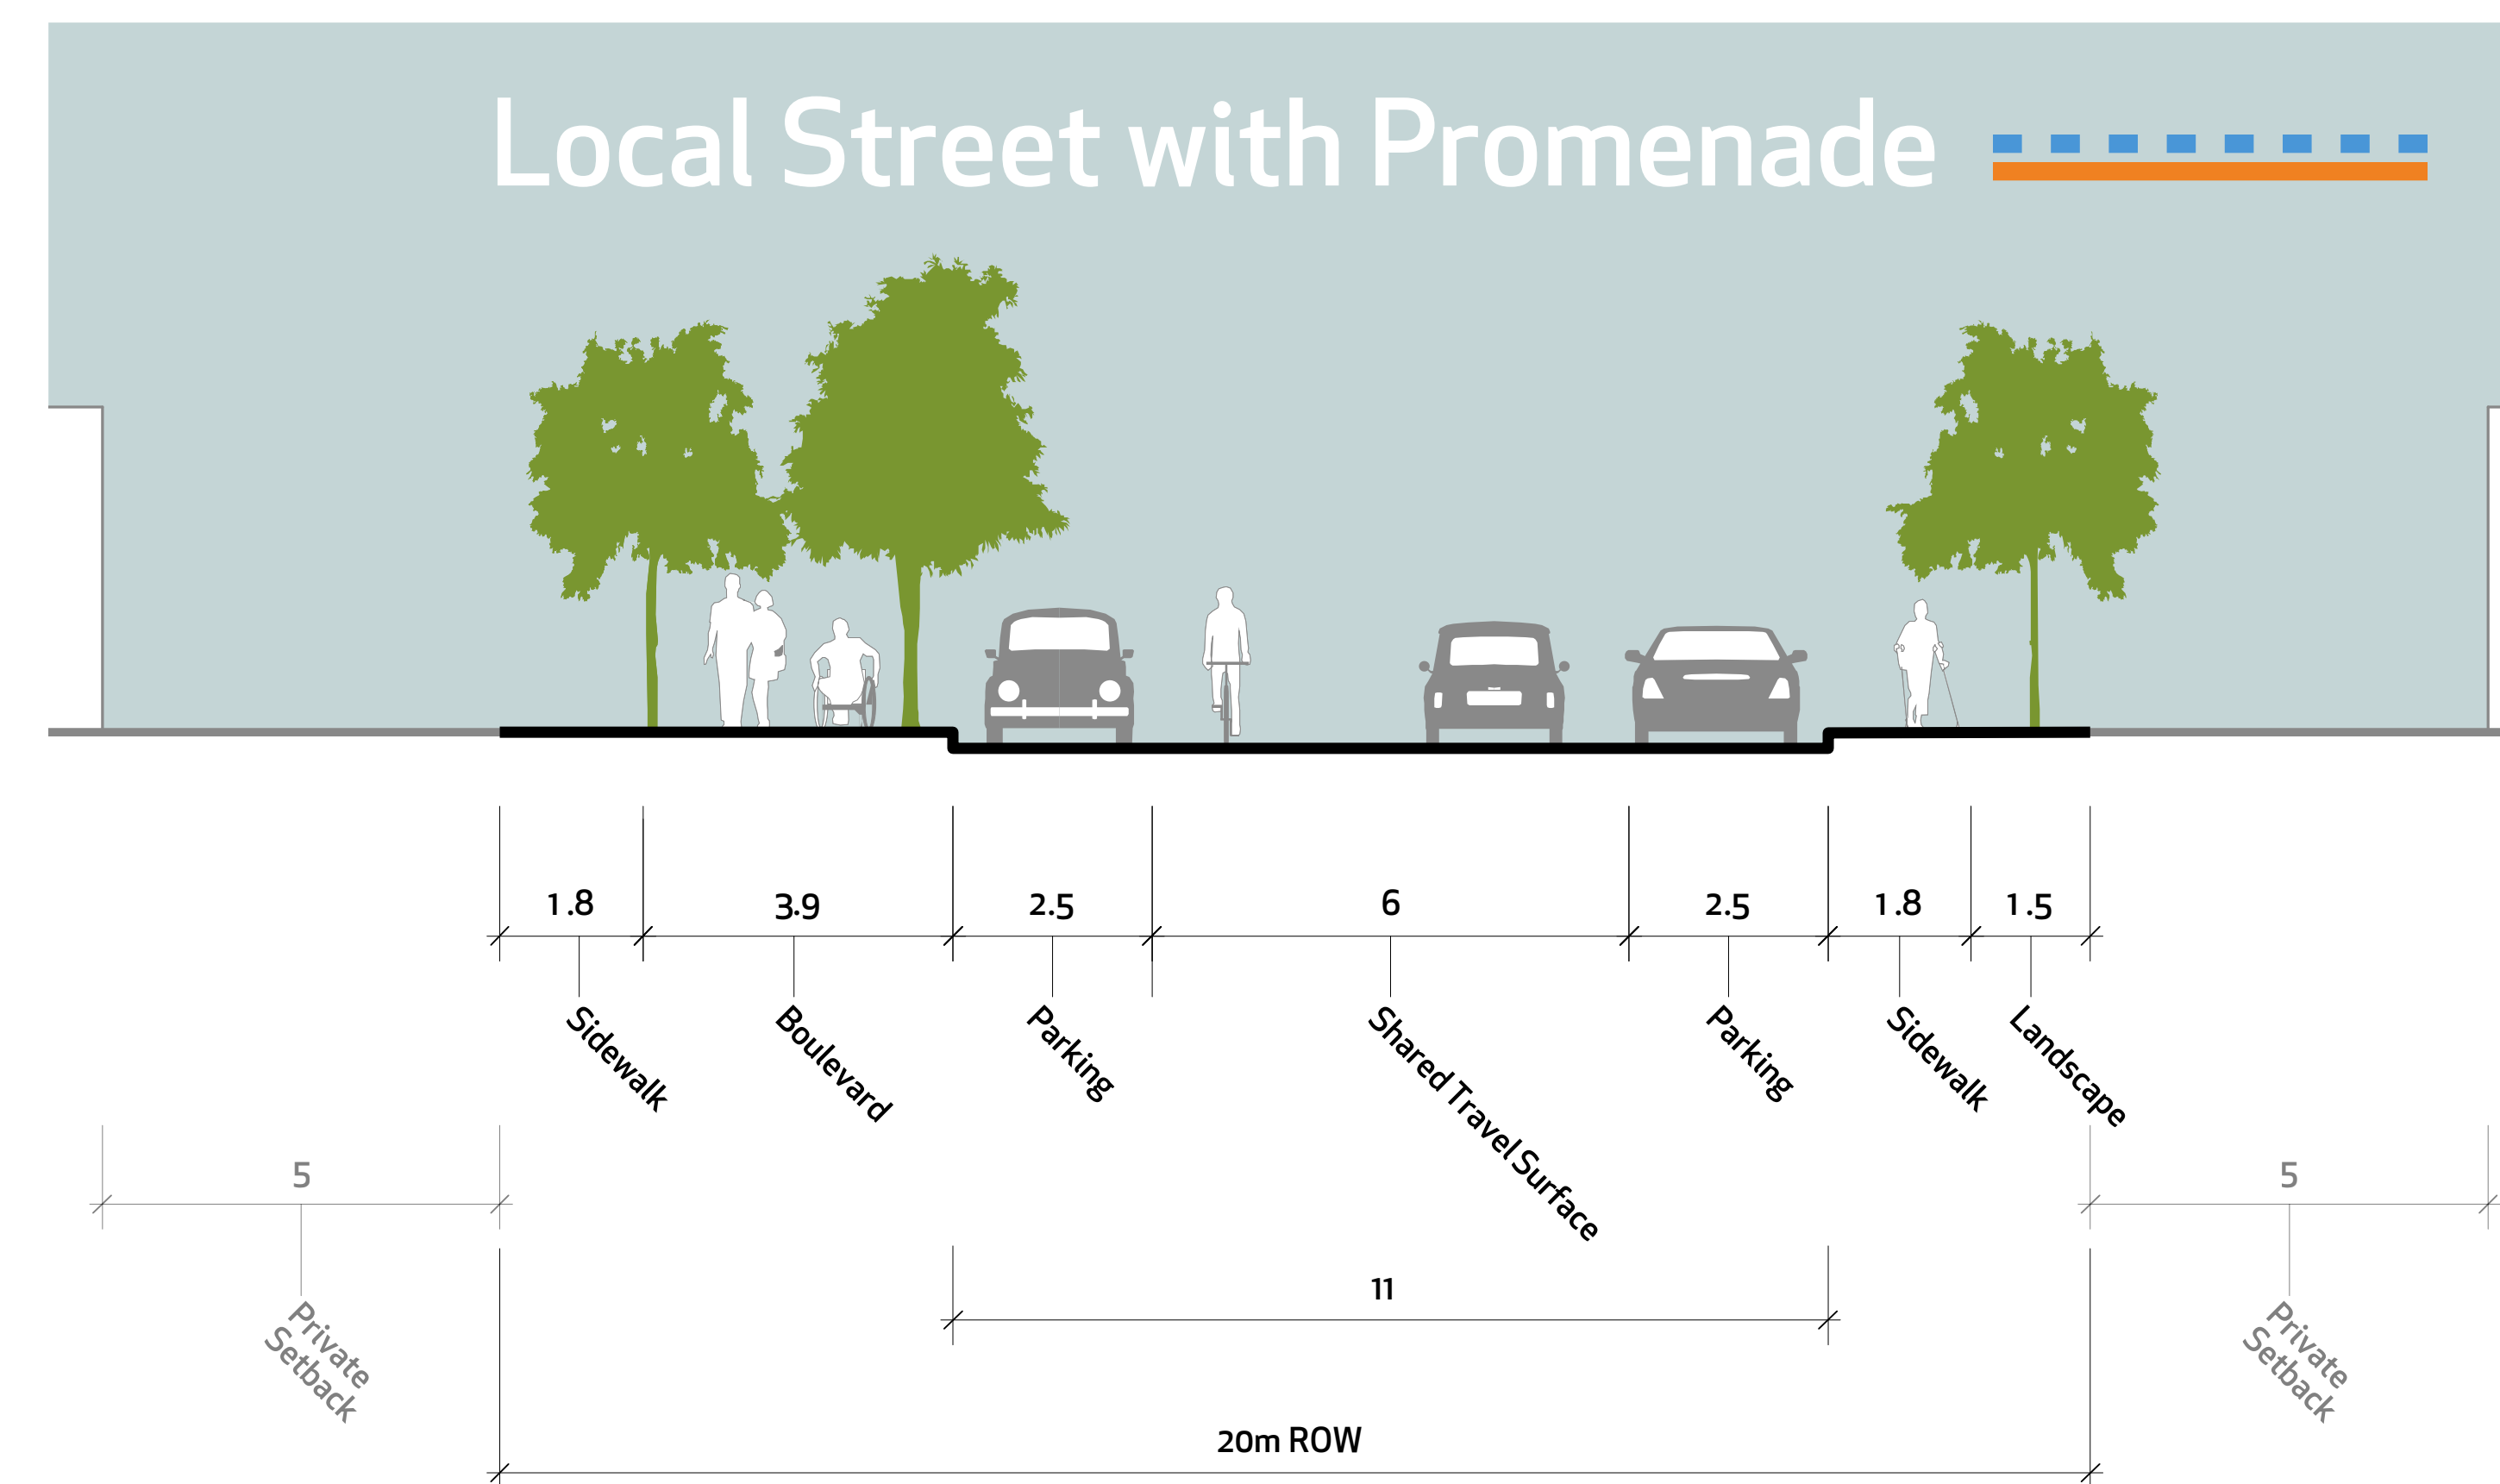 Local Street with Promenade
1.8
3.9
2.5
6
2.5
1.8
1.5
Sidewalk
Boulevard
Parking
Shared Travel Surface
Parking
Sidewalk
Landscape
5
5
Private
Setback
Private
Setback
11
20m ROW